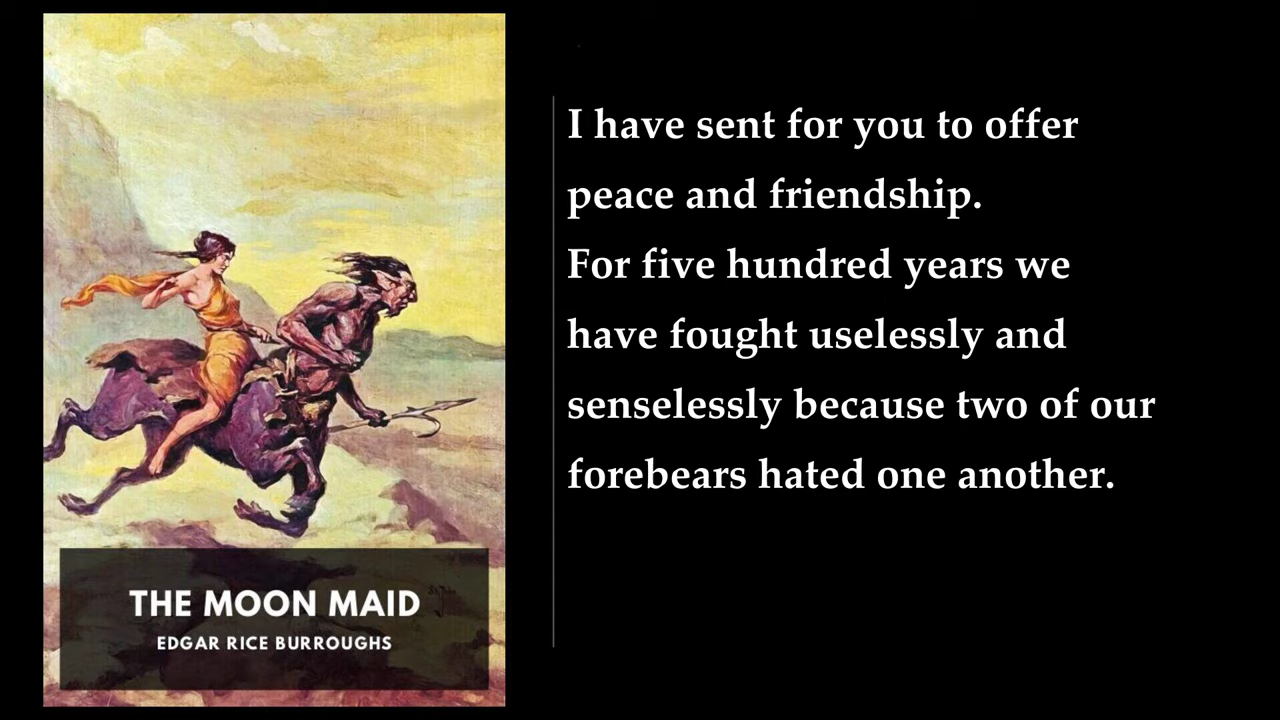 I have sent for you to offer
peace and friendship.
For five hundred years we
have fought uselessly and
senselessly because two of our
forebears hated one another.
THE MOON MAID
EDGAR RICE BURROUGHS